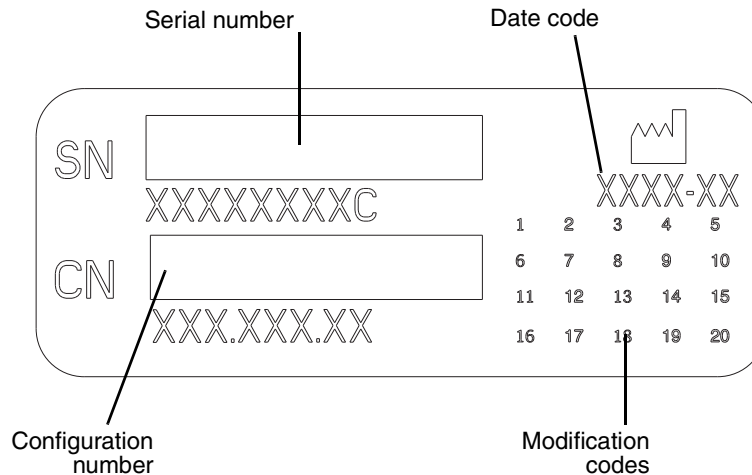 Serial number
Date code
SN
XXXXXXXXC
XXXX-XX
1 2 3 4 5
CN
6 7 8 9 10
11 12 13 14 15
XXX.XXX.XX
16 17 18 19 20
Configuration
number
Modification
codes